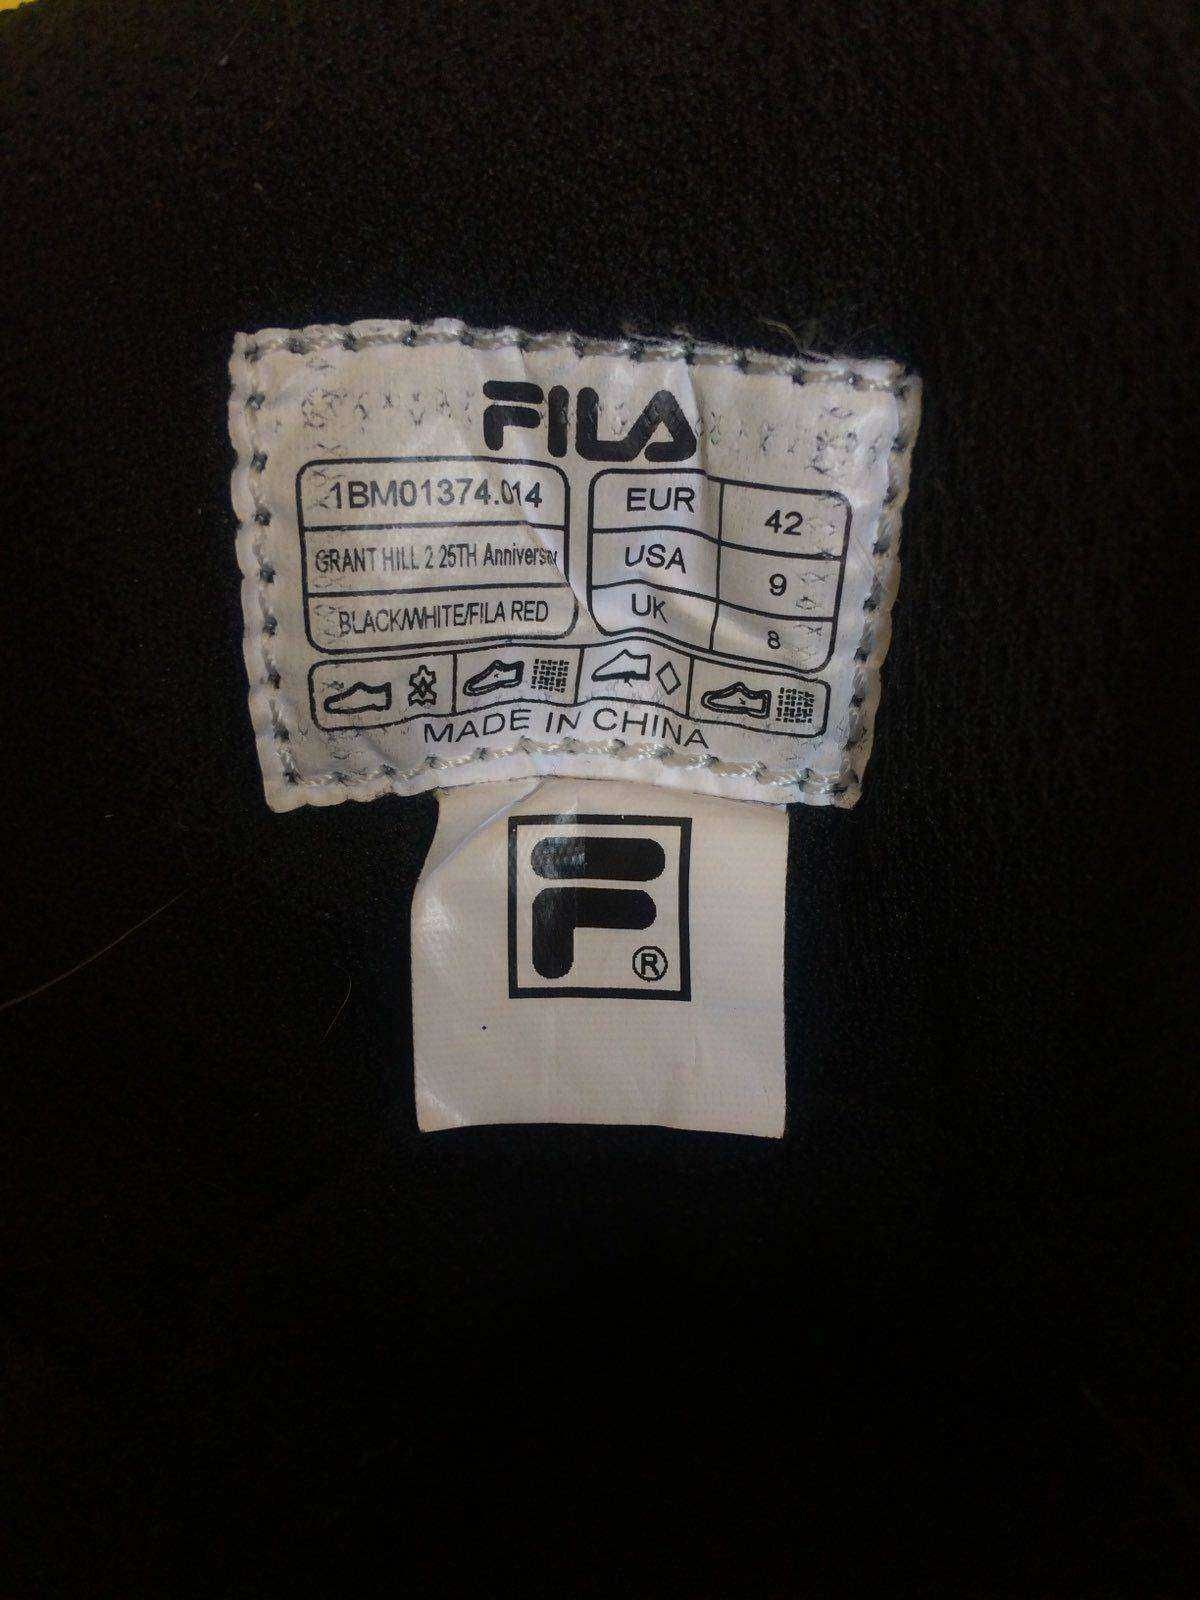 FILA
1BM01374.014
GRANT HILL 2 25TH Anniversry
BLACK/WHITE/FILA RED
EUR 42
USA 9
UK 8
MADE IN CHINA
F
®